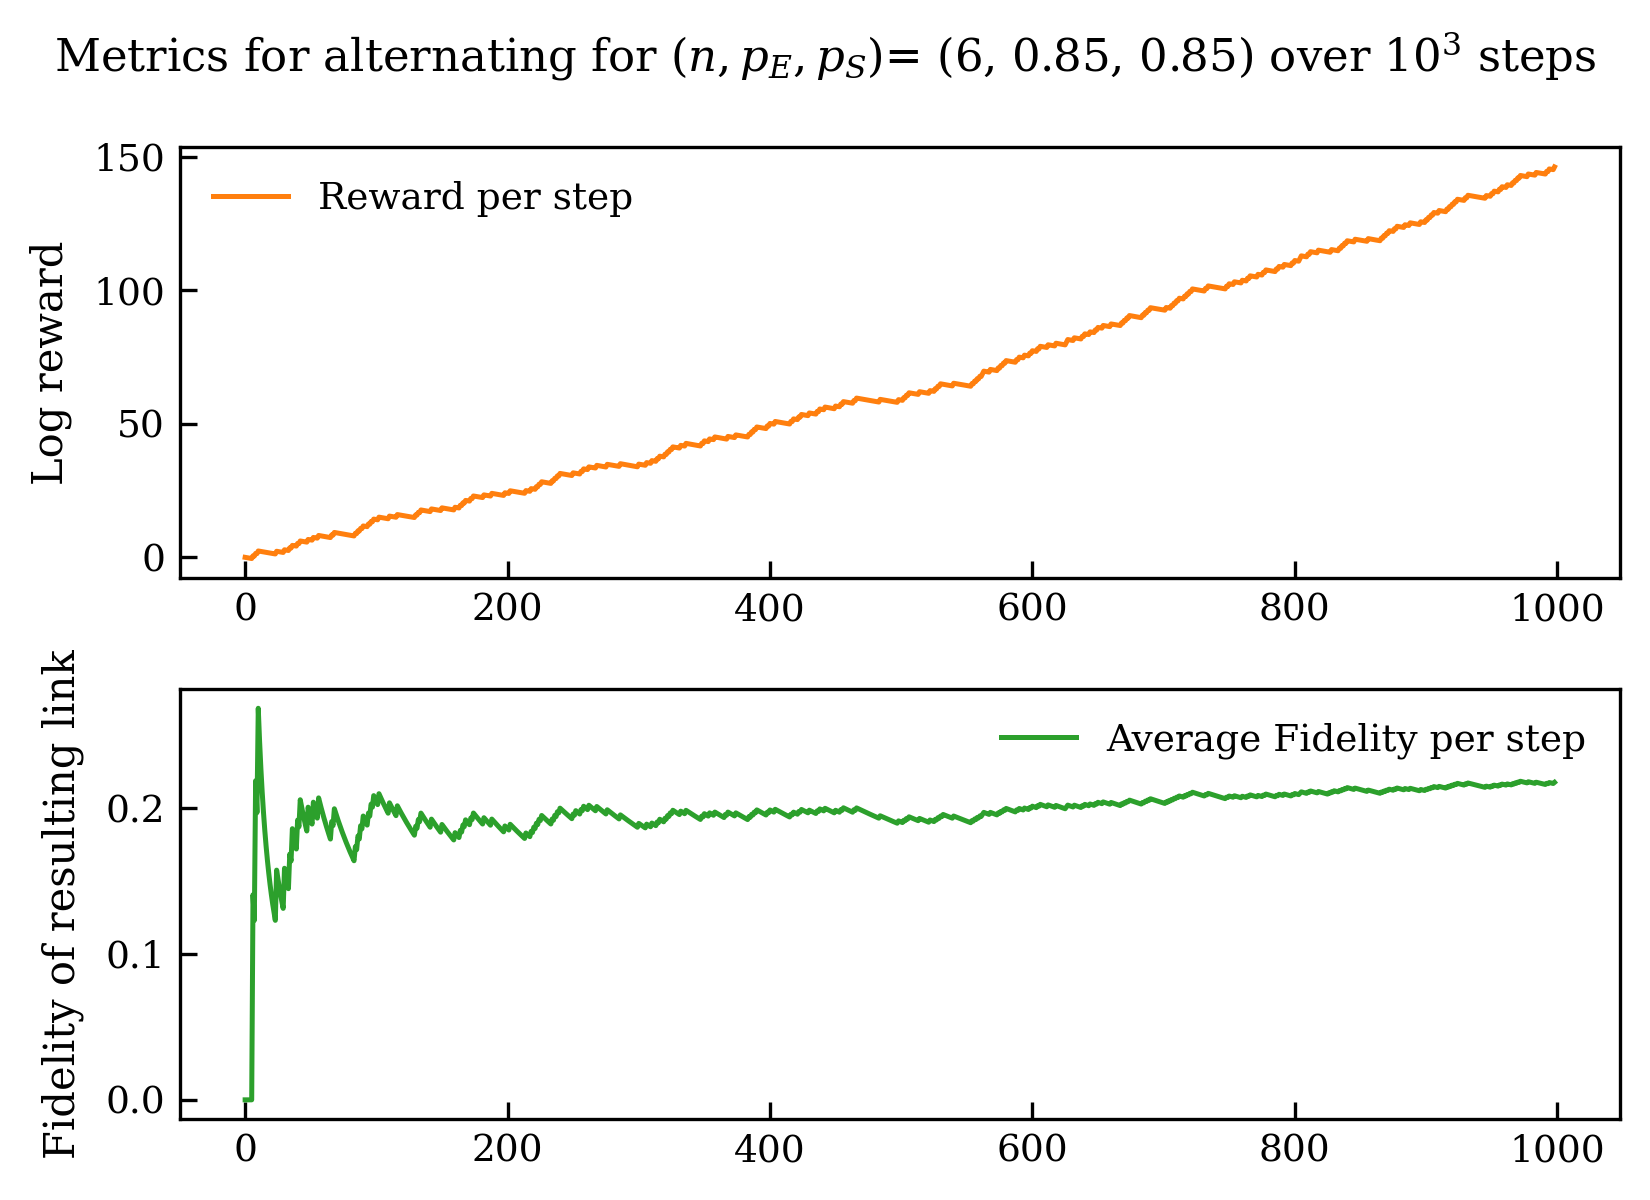 Metrics for alternating for (n, p_E, p_S)= (6, 0.85, 0.85) over 10³ steps
150
100
50
0
Log reward
Reward per step
0 200 400 600 800 1000
0.2
0.1
0.0
Fidelity of resulting link
Average Fidelity per step
0 200 400 600 800 1000